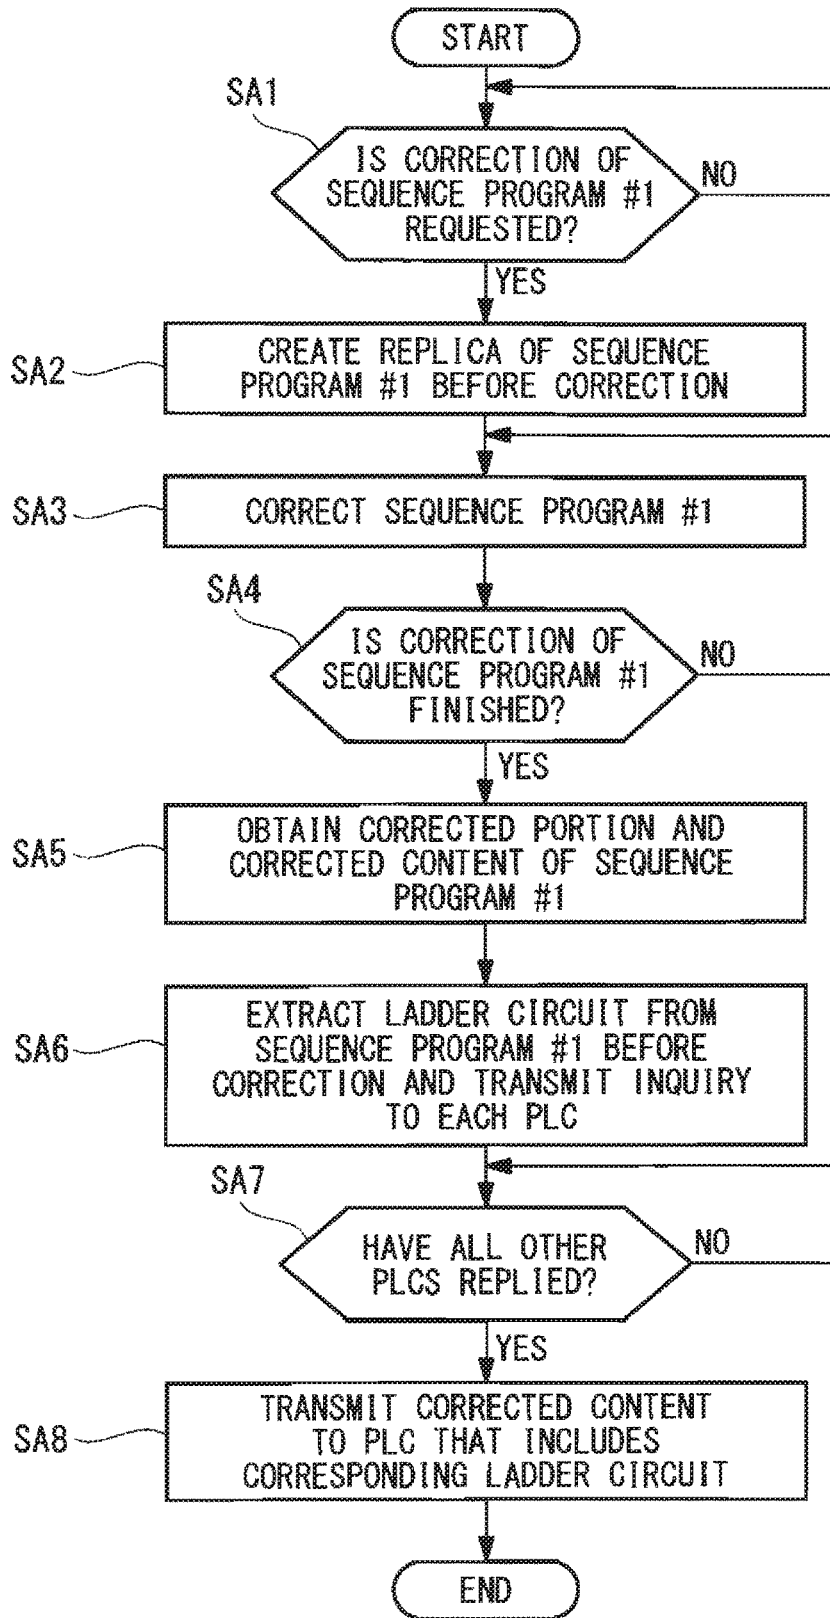 START
SA1
IS CORRECTION OF
SEQUENCE PROGRAM #1
REQUESTED?
NO
YES
SA2
CREATE REPLICA OF SEQUENCE
PROGRAM #1 BEFORE CORRECTION
SA3
CORRECT SEQUENCE PROGRAM #1
SA4
IS CORRECTION OF
SEQUENCE PROGRAM #1
FINISHED?
NO
YES
SA5
OBTAIN CORRECTED PORTION AND
CORRECTED CONTENT OF SEQUENCE
PROGRAM #1
SA6
EXTRACT LADDER CIRCUIT FROM
SEQUENCE PROGRAM #1 BEFORE
CORRECTION AND TRANSMIT INQUIRY
TO EACH PLC
SA7
HAVE ALL OTHER
PLCS REPLIED?
NO
YES
SA8
TRANSMIT CORRECTED CONTENT
TO PLC THAT INCLUDES
CORRESPONDING LADDER CIRCUIT
END